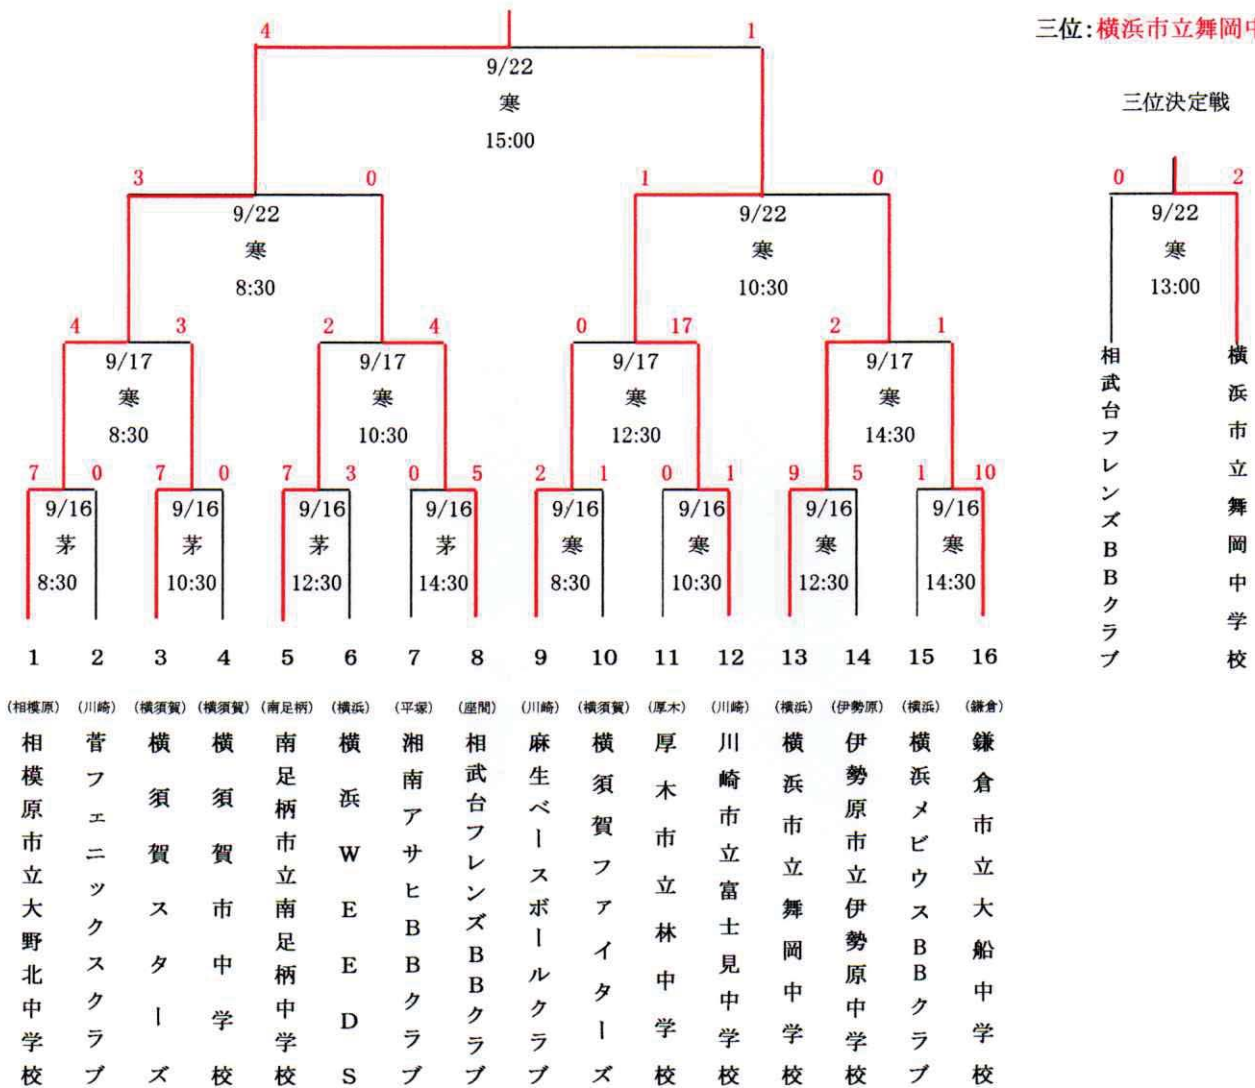 三位:横浜市立舞岡中
三位決定戦
4
1
9/22
寒
15:00
3
0
1
0
0
2
9/22
寒
8:30
9/22
寒
10:30
9/22
寒
13:00
4
3
2
4
0
17
2
1
9/17
寒
8:30
9/17
寒
10:30
9/17
寒
12:30
9/17
寒
14:30
相武台フレンズBBクラブ
横浜市立舞岡中学校
7
0
7
0
7
3
0
5
2
1
0
1
9
5
1
10
9/16
茅
8:30
9/16
茅
10:30
9/16
茅
12:30
9/16
茅
14:30
9/16
寒
8:30
9/16
寒
10:30
9/16
寒
12:30
9/16
寒
14:30
1
2
3
4
5
6
7
8
9
10
11
12
13
14
15
16
(相模原)
(川崎)
(横須賀)
(横須賀)
(南足柄)
(横浜)
(平塚)
(座間)
(川崎)
(横須賀)
(厚木)
(川崎)
(横浜)
(伊勢原)
(横浜)
(鎌倉)
相模原市立大野北中学校
菅フェニックスクラブ
横須賀スターズ
横須賀市中学校
南足柄市立南足柄中学校
横浜WEEDS
湘南アサヒBBクラブ
相武台フレンズBBクラブ
麻生ベースボールクラブ
横須賀ファイターズ
厚木市立林中学校
川崎市立富士見中学校
横浜市立舞岡中学校
伊勢原市立伊勢原中学校
横浜メビウスBBクラブ
鎌倉市立大船中学校